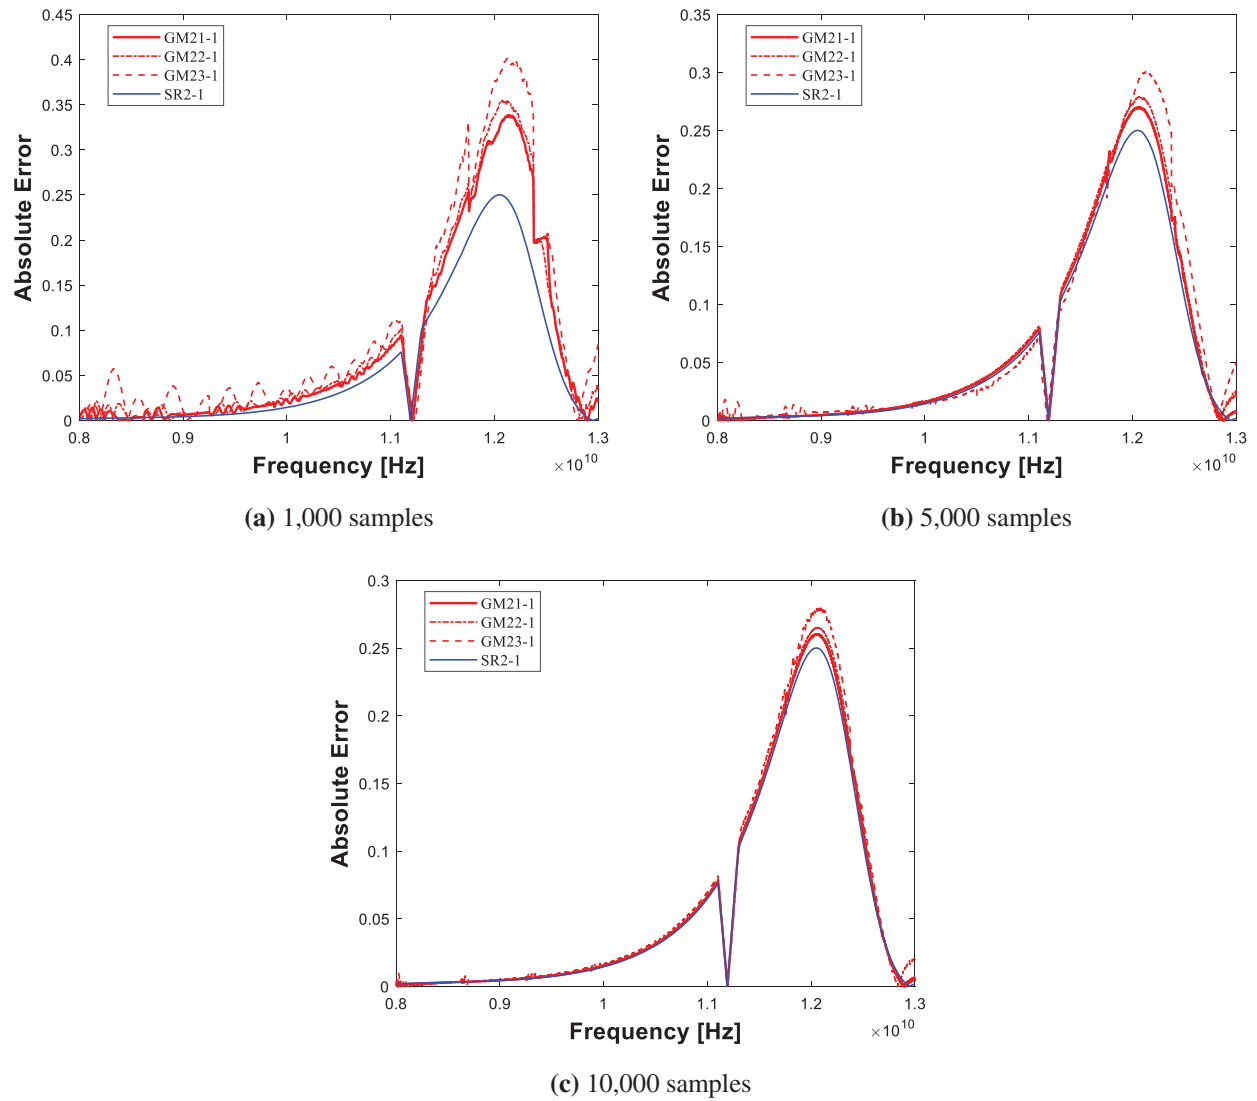 0.45
0.4
0.35
0.3
0.25
0.2
0.15
0.1
0.05
0
Absolute Error
GM21-1
GM22-1
GM23-1
SR2-1
0.8 0.9 1 1.1 1.2 1.3
×10^10
Frequency [Hz]
(a) 1,000 samples
0.35
0.3
0.25
0.2
0.15
0.1
0.05
0
Absolute Error
GM21-1
GM22-1
GM23-1
SR2-1
0.8 0.9 1 1.1 1.2 1.3
×10^10
Frequency [Hz]
(b) 5,000 samples
0.3
0.25
0.2
0.15
0.1
0.05
0
Absolute Error
GM21-1
GM22-1
GM23-1
SR2-1
0.8 0.9 1 1.1 1.2 1.3
×10^10
Frequency [Hz]
(c) 10,000 samples